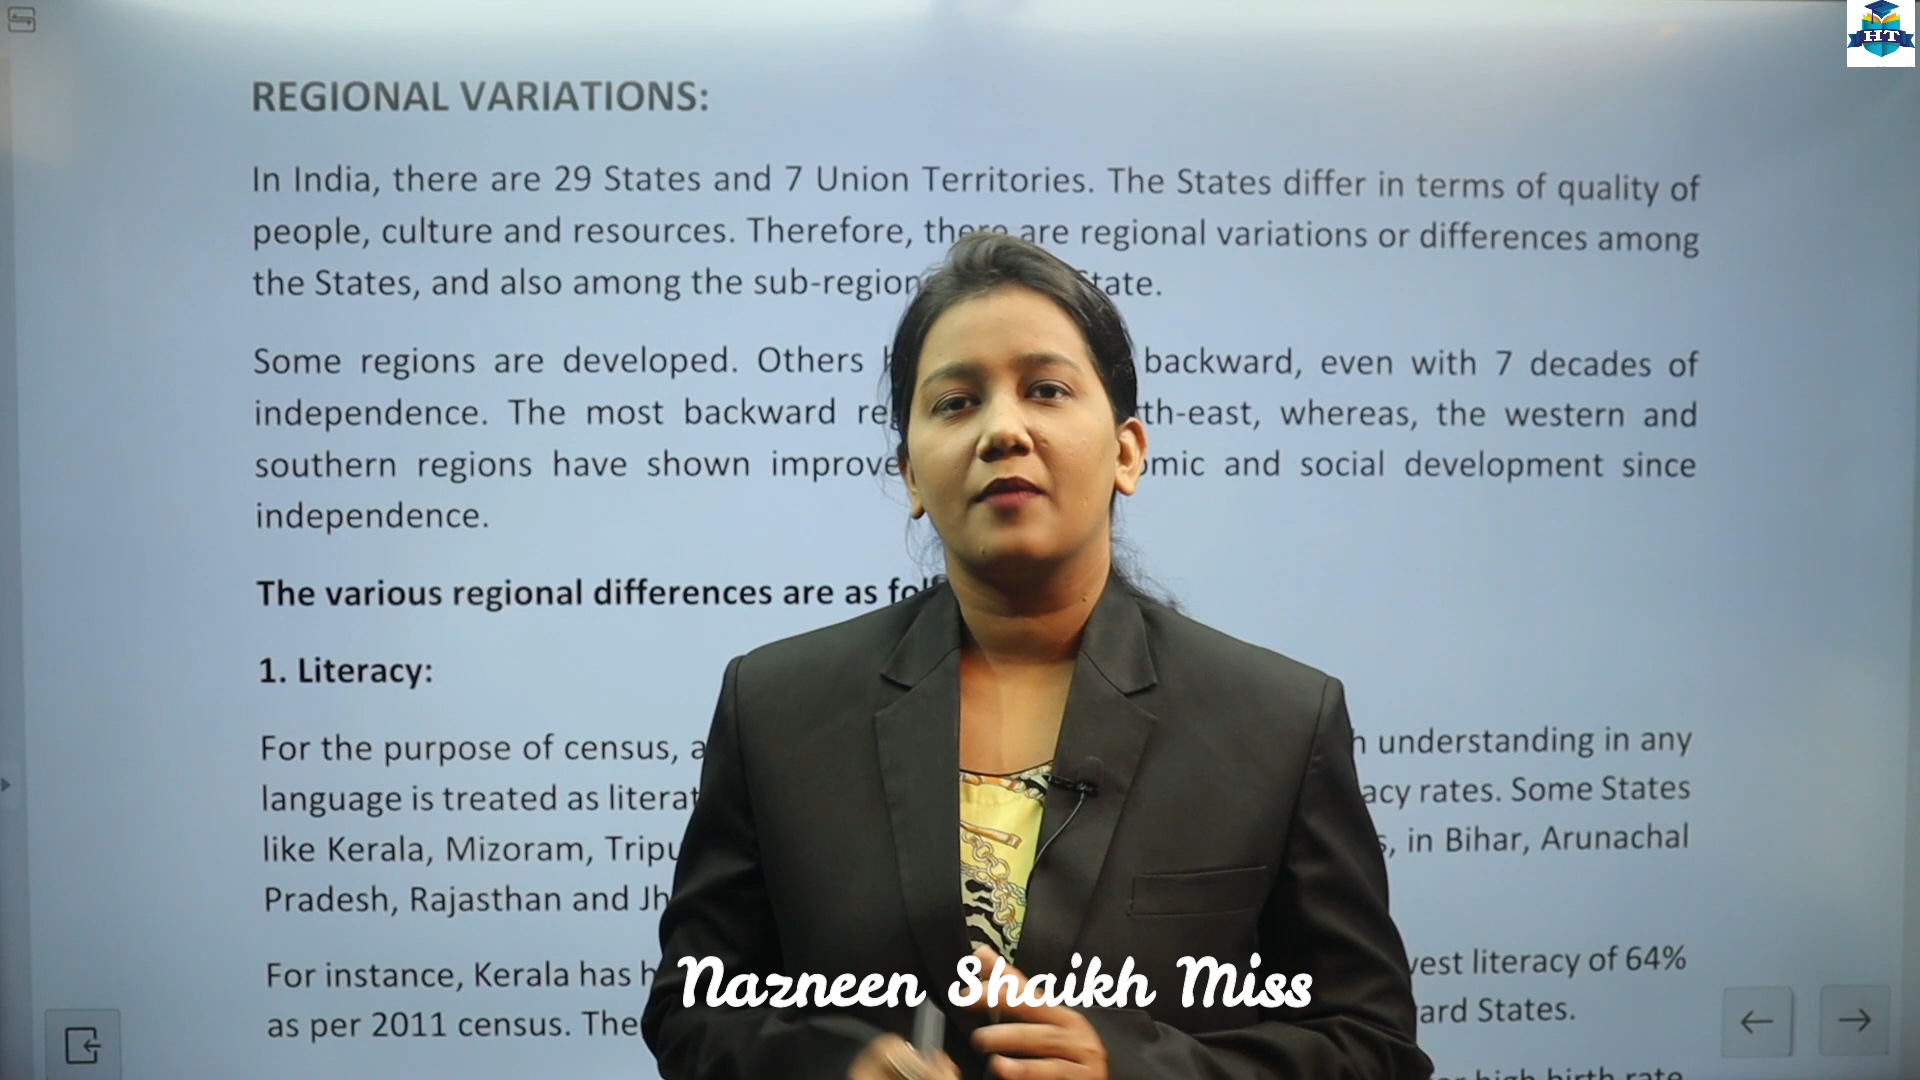 HT
REGIONAL VARIATIONS:
In India, there are 29 States and 7 Union Territories. The States differ in terms of quality of
people, culture and resources. Therefore, there are regional variations or differences among
the States, and also among the sub-region State.
Some regions are developed. Others backward, even with 7 decades of
independence. The most backward th-east, whereas, the western and
southern regions have shown improve omic and social development since
independence.
The various regional differences are as fol
1. Literacy:
For the purpose of census, a understanding in any
language is treated as literat acy rates. Some States
like Kerala, Mizoram, Tripu , in Bihar, Arunachal
Pradesh, Rajasthan and Jh
For instance, Kerala has h est literacy of 64%
as per 2011 census. The ard States.
high birth rate
Nazneen Shaikh Miss